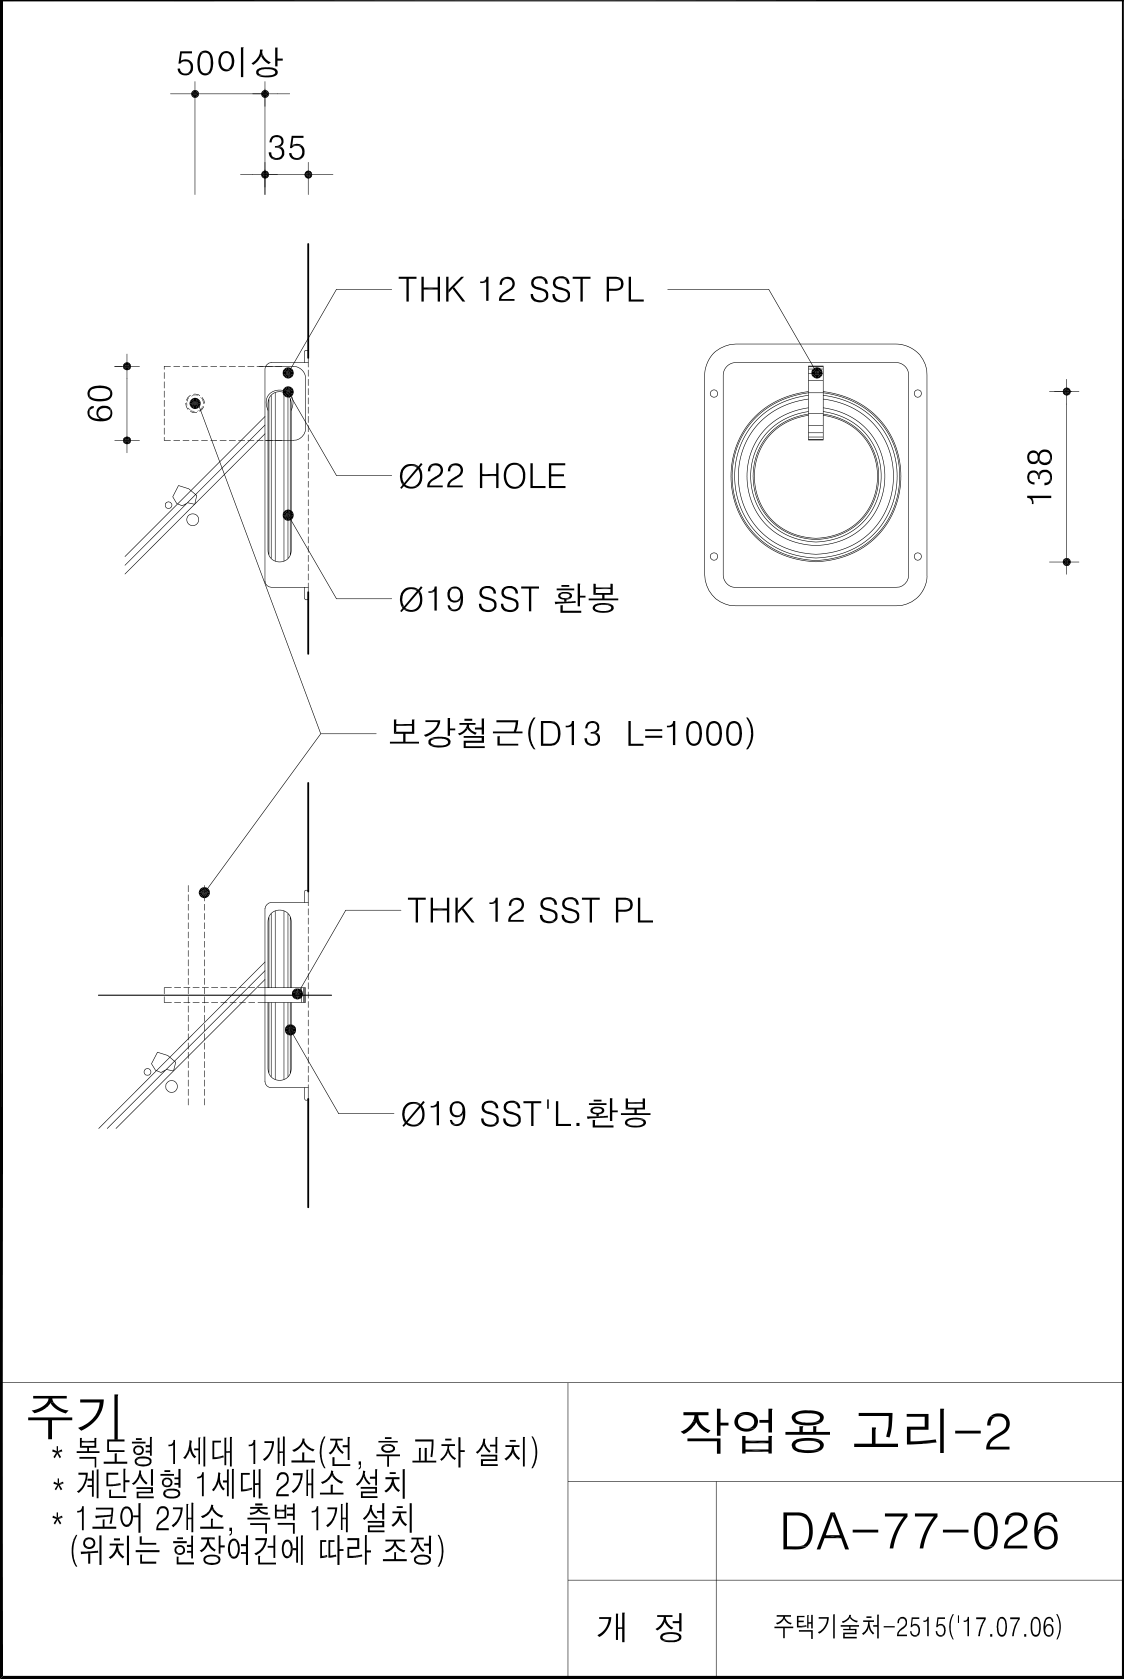 50이상
35
THK 12 SST PL
60
Ø22 HOLE
138
Ø19 SST 환봉
보강철근(D13 L=1000)
THK 12 SST PL
Ø19 SST'L.환봉
주기
* 복도형 1세대 1개소(전, 후 교차 설치)
* 계단실형 1세대 2개소 설치
* 1코어 2개소, 측벽 1개 설치
(위치는 현장여건에 따라 조정)
작업용 고리-2
DA-77-026
개 정
주택기술처-2515('17.07.06)